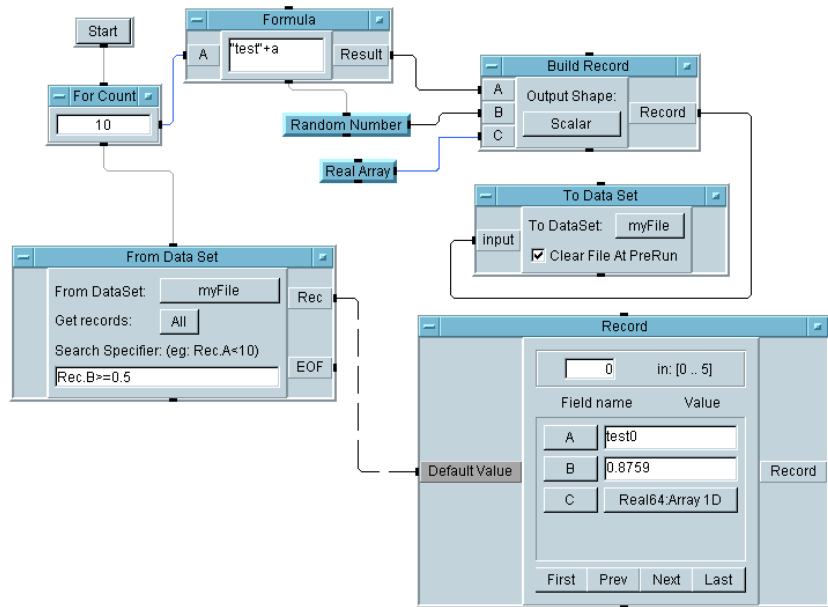 Start
For Count
10
Formula
A
"test"+a
Result
Random Number
Real Array
Build Record
A
B
C
Output Shape:
Scalar
Record
To Data Set
input
To DataSet:
myFile
Clear File At PreRun
From Data Set
From DataSet:
myFile
Get records:
All
Search Specifier: (eg: Rec.A<10)
Rec.B>=0.5
Rec
EOF
Record
Default Value
0
in: [0 .. 5]
Field name Value
A test0
B 0.8759
C Real64:Array 1D
First Prev Next Last
Record